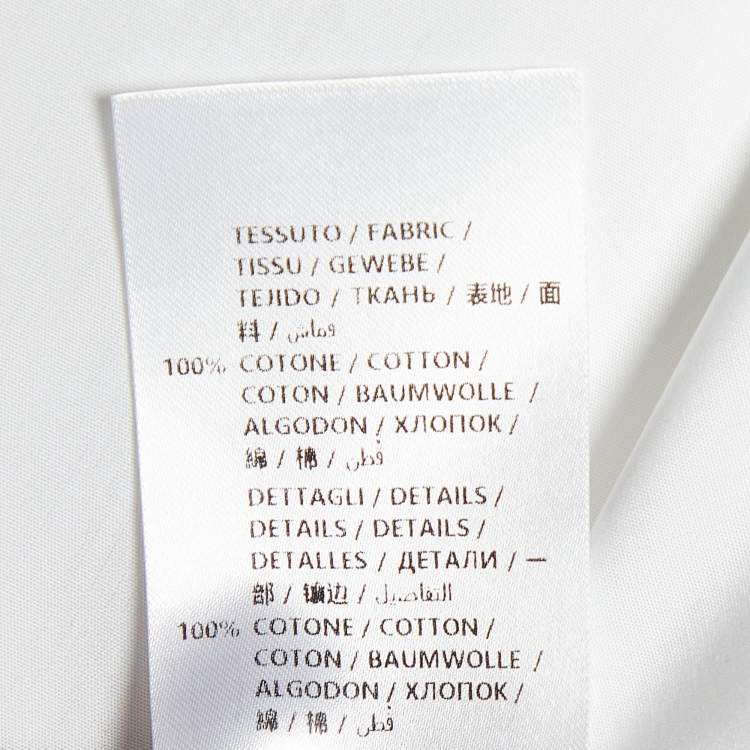 TESSUTO / FABRIC /
TISSU / GEWEBE /
TEJIDO / ТКАНЬ / 表地 / 面
料 / قماش
100% COTONE / COTTON /
COTON / BAUMWOLLE /
ALGODON / ХЛОПОК /
綿 / 棉 / قطن
DETTAGLI / DETAILS /
DETAILS / DETAILS /
DETALLES / ДЕТАЛИ / 一
部 / 镶边 / التفاصيل
100% COTONE / COTTON /
COTON / BAUMWOLLE /
ALGODON / ХЛОПОК /
綿 / 棉 / قطن